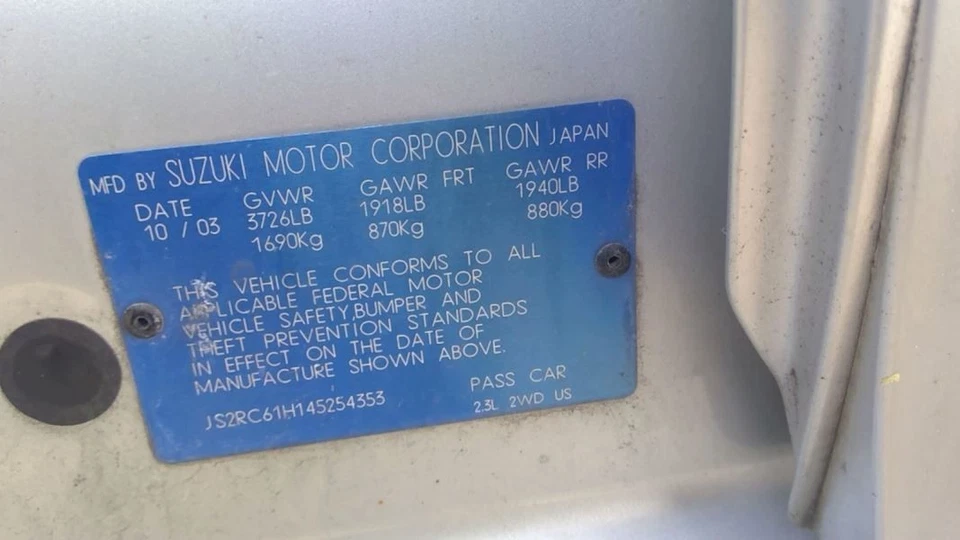 MFD BY SUZUKI MOTOR CORPORATION JAPAN
DATE GVWR GAWR FRT GAWR RR
10 / 03 3726LB 1918LB 1940LB
1690Kg 870Kg 880Kg
THIS VEHICLE CONFORMS TO ALL
APPLICABLE FEDERAL MOTOR
VEHICLE SAFETY,BUMPER AND
THEFT PREVENTION STANDARDS
IN EFFECT ON THE DATE OF
MANUFACTURE SHOWN ABOVE.
JS2RC61H145254353 PASS CAR
2.3L 2WD US